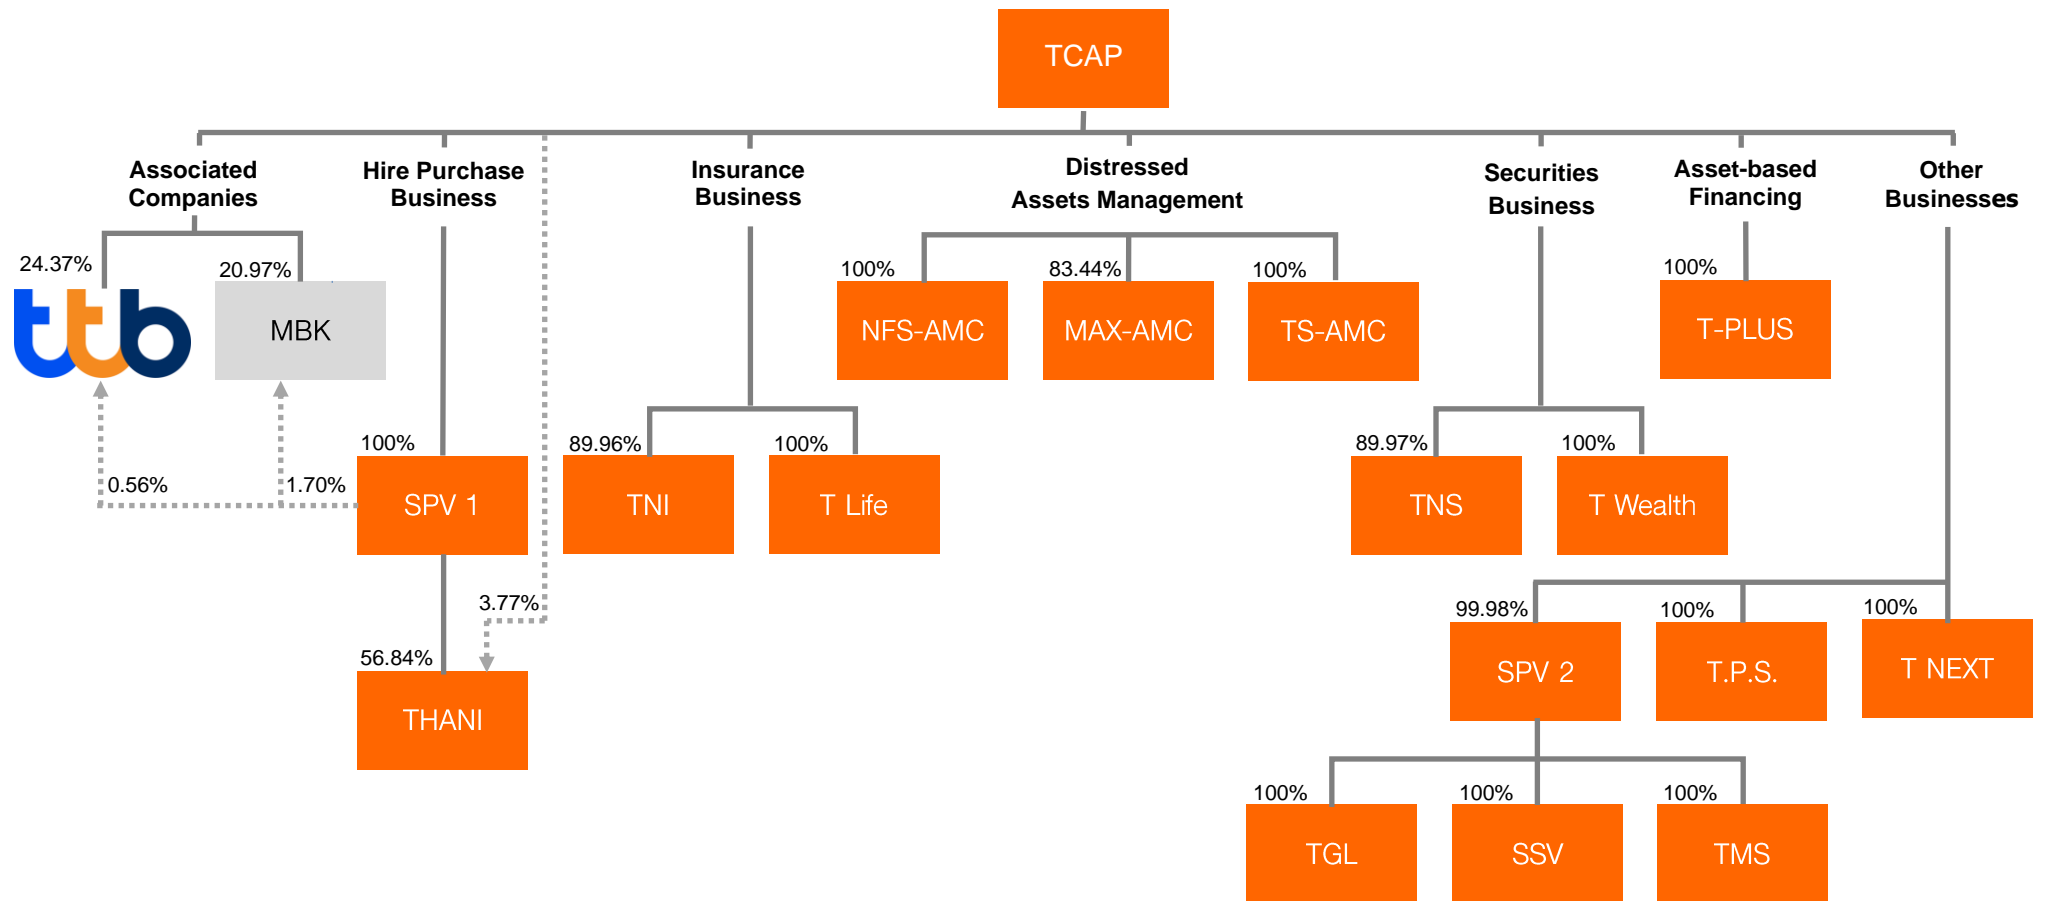 TCAP
Associated
Companies
Hire Purchase
Business
Insurance
Business
Distressed
Assets Management
Securities
Business
Asset-based
Financing
Other
Businesses
24.37%
ttb
20.97%
MBK
100%
NFS-AMC
83.44%
MAX-AMC
100%
TS-AMC
100%
T-PLUS
0.56%
1.70%
100%
SPV 1
89.96%
TNI
100%
T Life
89.97%
TNS
100%
T Wealth
3.77%
56.84%
THANI
99.98%
SPV 2
100%
T.P.S.
100%
T NEXT
100%
TGL
100%
SSV
100%
TMS